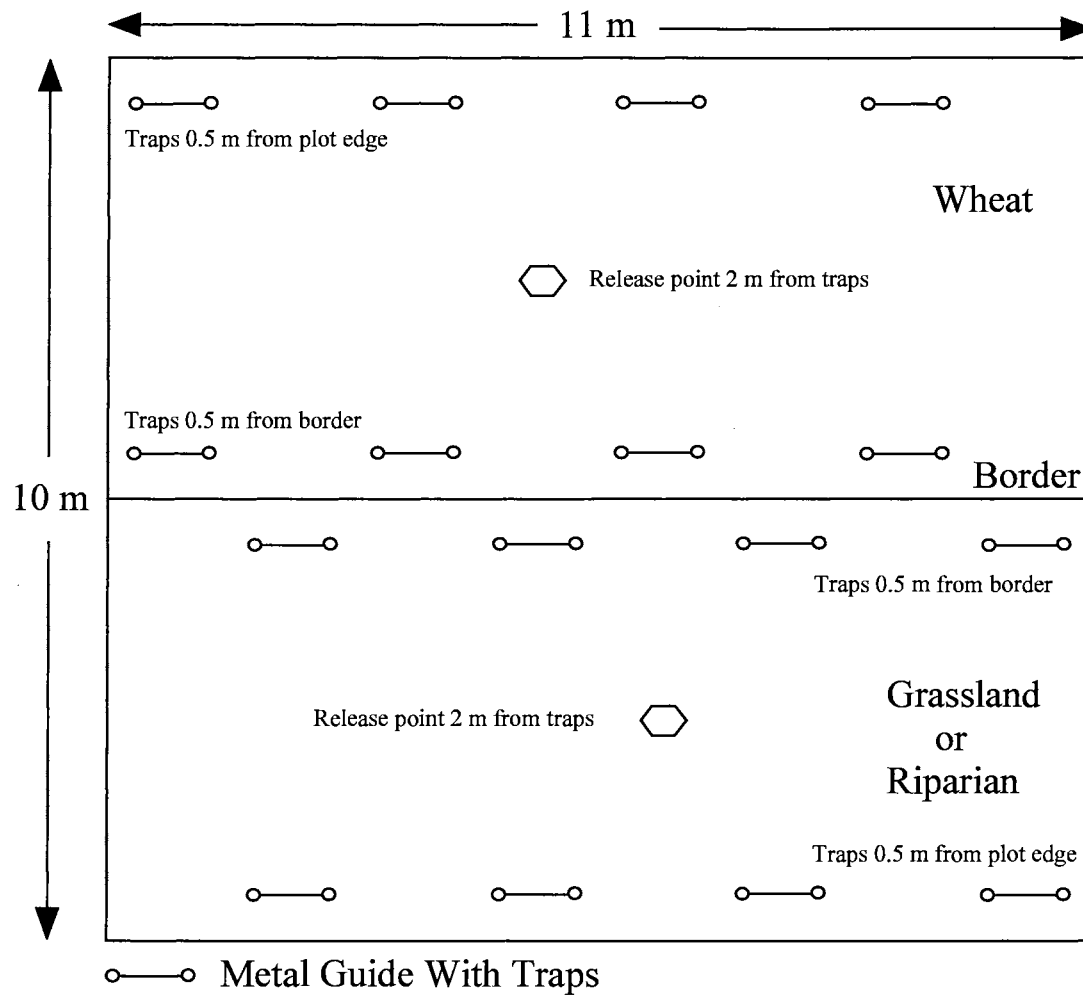 11 m
Traps 0.5 m from plot edge
Wheat
Release point 2 m from traps
Traps 0.5 m from border
10 m
Border
Traps 0.5 m from border
Release point 2 m from traps
Grassland
or
Riparian
Traps 0.5 m from plot edge
Metal Guide With Traps